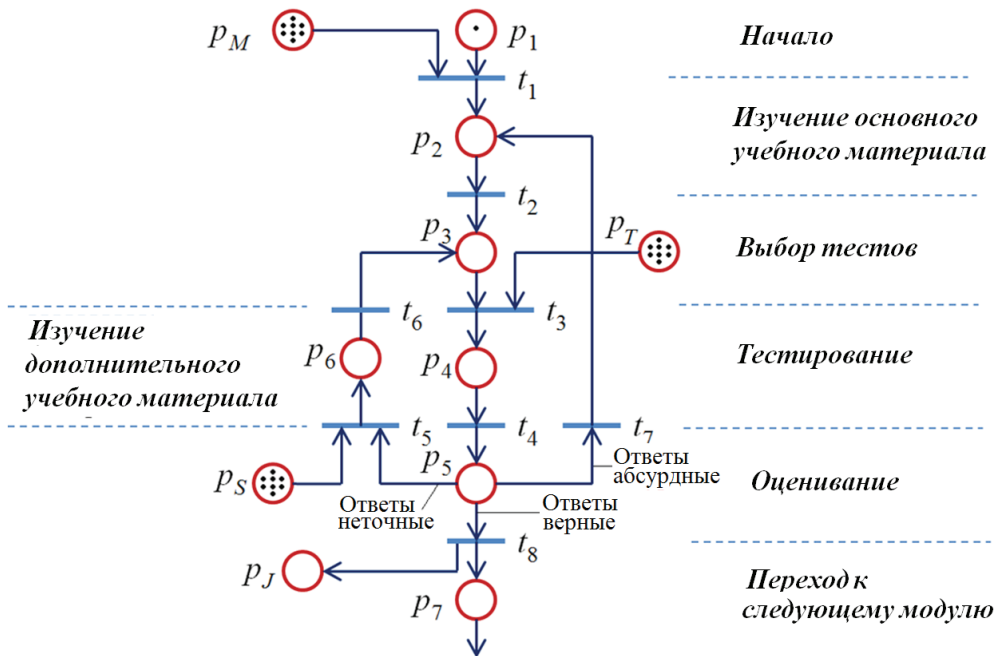 p_M
p_1
Начало
t_1
Изучение основного
учебного материала
p_2
t_2
p_3
p_T
Выбор тестов
t_6
t_3
Изучение
дополнительного
учебного материала
p_6
p_4
Тестирование
t_5
t_4
t_7
p_5
Ответы
абсурдные
p_S
Ответы
неточные
Ответы
верные
Оценивание
t_8
p_J
p_7
Переход к
следующему модулю